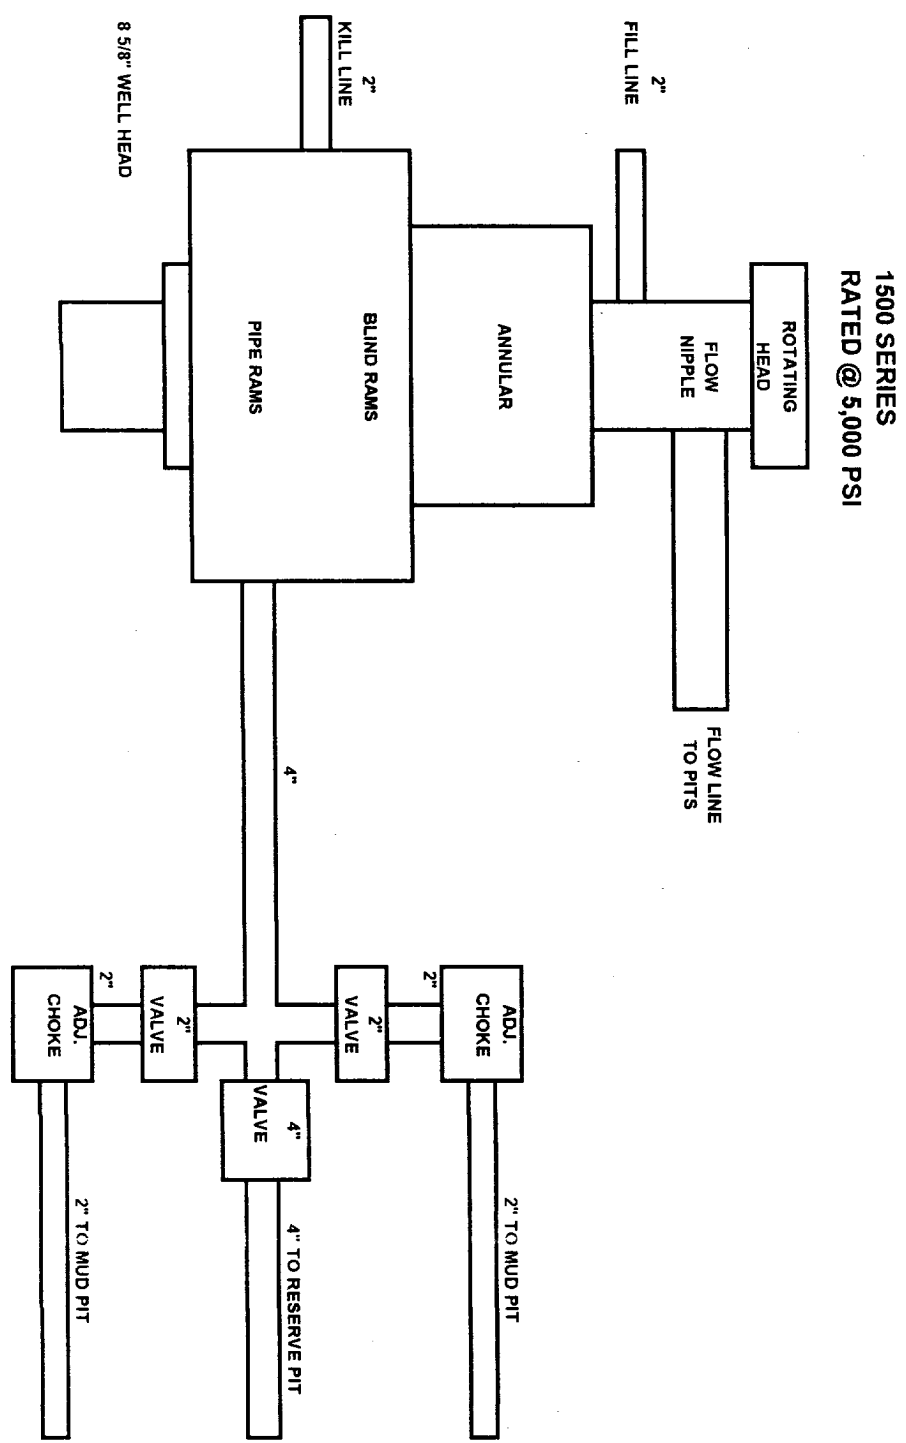 1500 SERIES
RATED @ 5,000 PSI
ROTATING
HEAD
2"
FILL LINE
FLOW
NIPPLE
FLOW LINE
TO PITS
ANNULAR
2"
KILL LINE
BLIND RAMS
PIPE RAMS
8 5/8" WELL HEAD
4"
ADJ.
CHOKE
2"
2" TO MUD PIT
2"
VALVE
4"
VALVE
4" TO RESERVE PIT
2"
VALVE
2"
ADJ.
CHOKE
2" TO MUD PIT